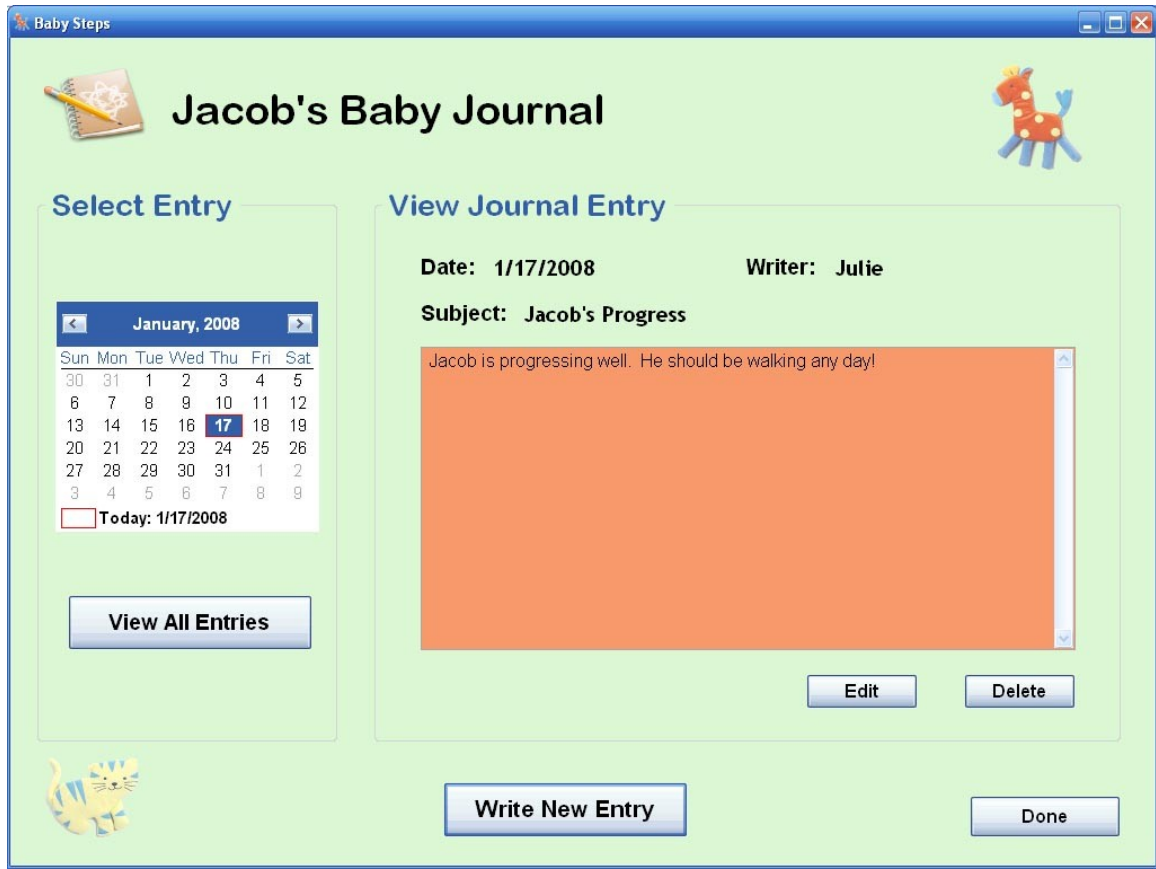 Baby Steps
Jacob's Baby Journal
Select Entry
January, 2008
Sun Mon Tue Wed Thu Fri Sat
30 31 1 2 3 4 5
6 7 8 9 10 11 12
13 14 15 16 17 18 19
20 21 22 23 24 25 26
27 28 29 30 31 1 2
3 4 5 6 7 8 9
Today: 1/17/2008
View All Entries
View Journal Entry
Date: 1/17/2008 Writer: Julie
Subject: Jacob's Progress
Jacob is progressing well. He should be walking any day!
Edit Delete
Write New Entry
Done